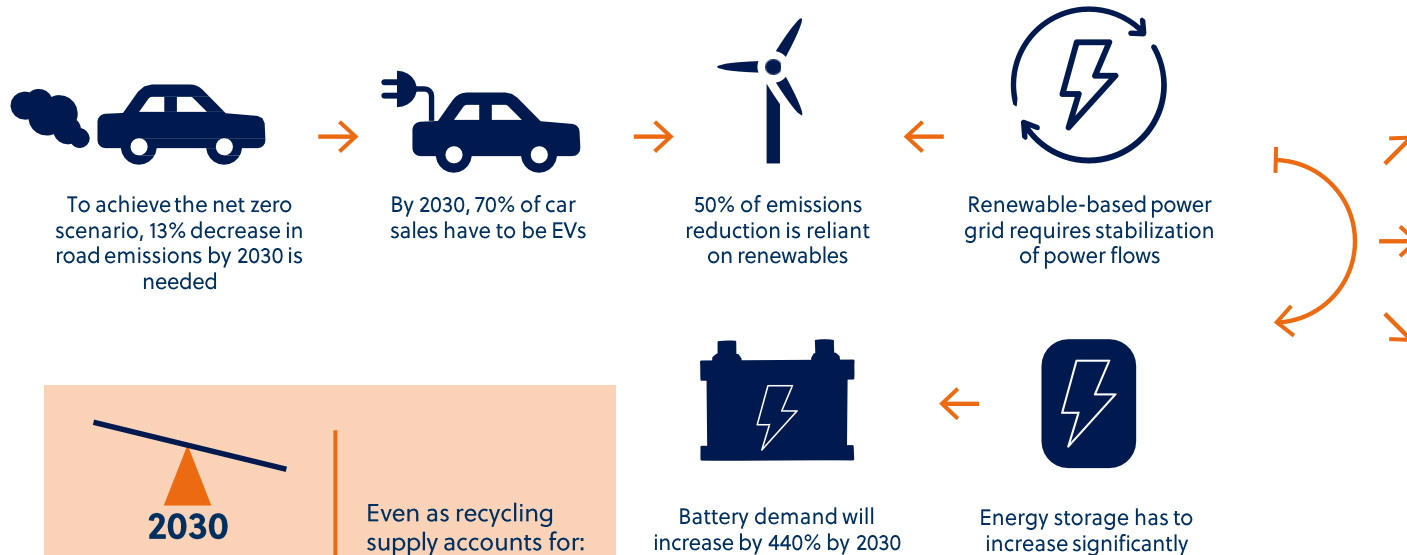 To achieve the net zero
scenario, 13% decrease in
road emissions by 2030 is
needed
By 2030, 70% of car
sales have to be EVs
50% of emissions
reduction is reliant
on renewables
Renewable-based power
grid requires stabilization
of power flows
2030
Even as recycling
supply accounts for:
Battery demand will
increase by 440% by 2030
Energy storage has to
increase significantly